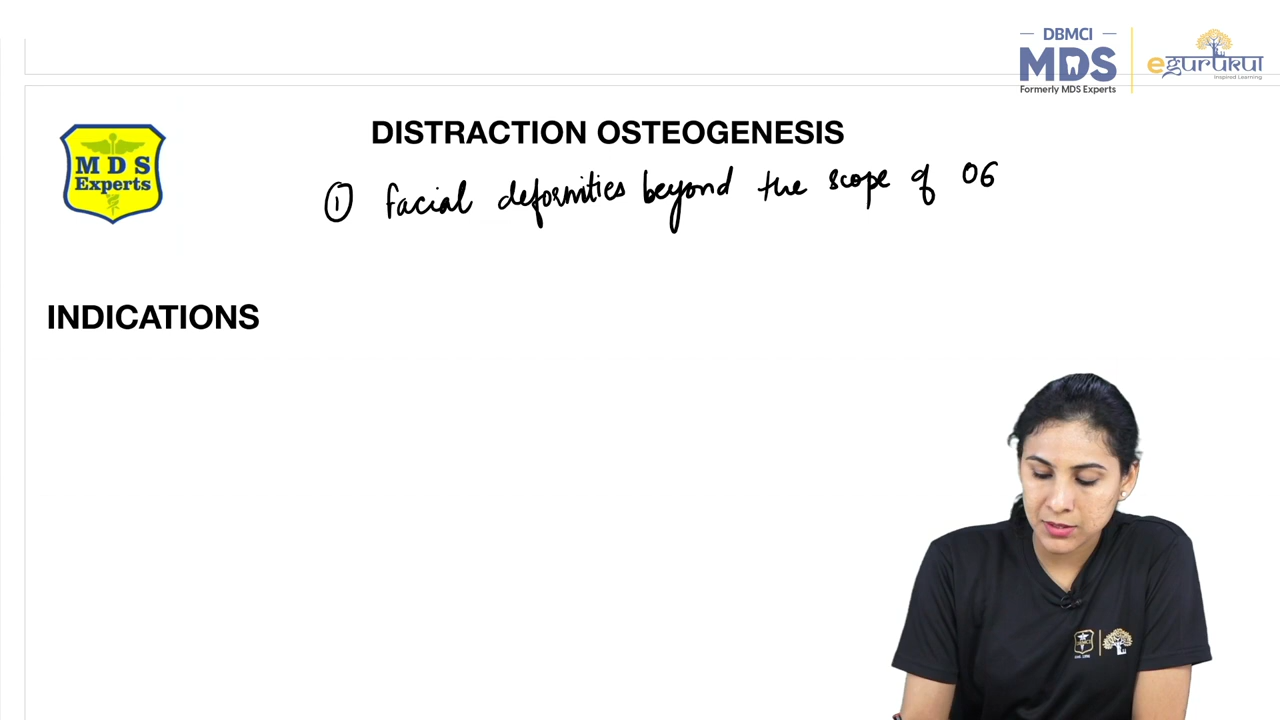 DBMCI
MDS
Formerly MDS Experts
egurukul
Inspired Learning
MDS
Experts
DISTRACTION OSTEOGENESIS
① facial deformities beyond the scope of OG
INDICATIONS